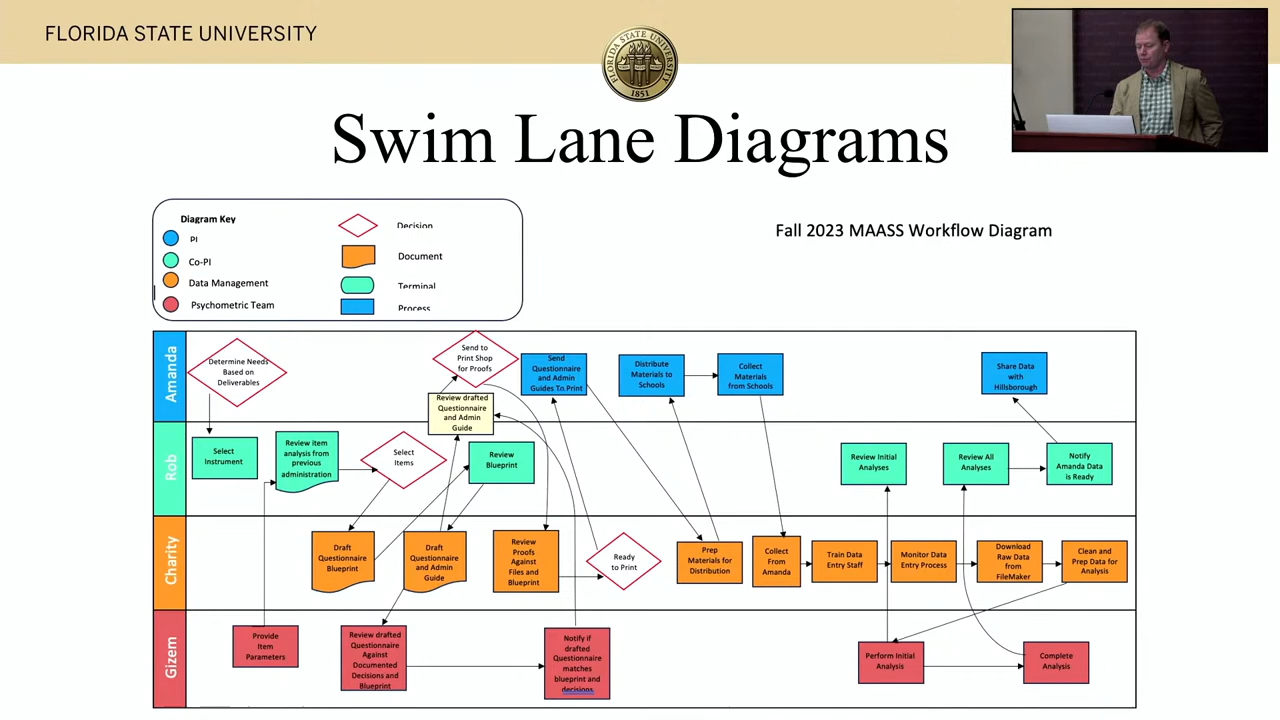 FLORIDA STATE UNIVERSITY
FLORIDA STATE UNIVERSITY
1851
Swim Lane Diagrams
Diagram Key
PI
Co-PI
Data Management
Psychometric Team
Decision
Document
Terminal
Process
Fall 2023 MAASS Workflow Diagram
Amanda
Determine Needs
Based on
Deliverables
Send to
Print Shop
for Proofs
Review drafted
Questionnaire
and Admin
Guide
Send
Questionnaire
and Admin
Guides To Print
Distribute
Materials to
Schools
Collect
Materials
from Schools
Share Data
with
Hillsborough
Rob
Select
Instrument
Review item
analysis from
previous
administration
Select
Items
Review
Blueprint
Review Initial
Analyses
Review All
Analyses
Notify
Amanda Data
is Ready
Charity
Draft
Questionnaire
Blueprint
Draft
Questionnaire
and Admin
Guide
Review
Proofs
Against
Files and
Blueprint
Ready
to Print
Prep
Materials for
Distribution
Collect
From
Amanda
Train Data
Entry Staff
Monitor Data
Entry Process
Download
Raw Data
from
FileMaker
Clean and
Prep Data for
Analysis
Gizem
Provide
Item
Parameters
Review drafted
Questionnaire
Against
Documented
Decisions and
Blueprint
Notify if
drafted
Questionnaire
matches
blueprint and
decisions.
Perform Initial
Analysis
Complete
Analysis